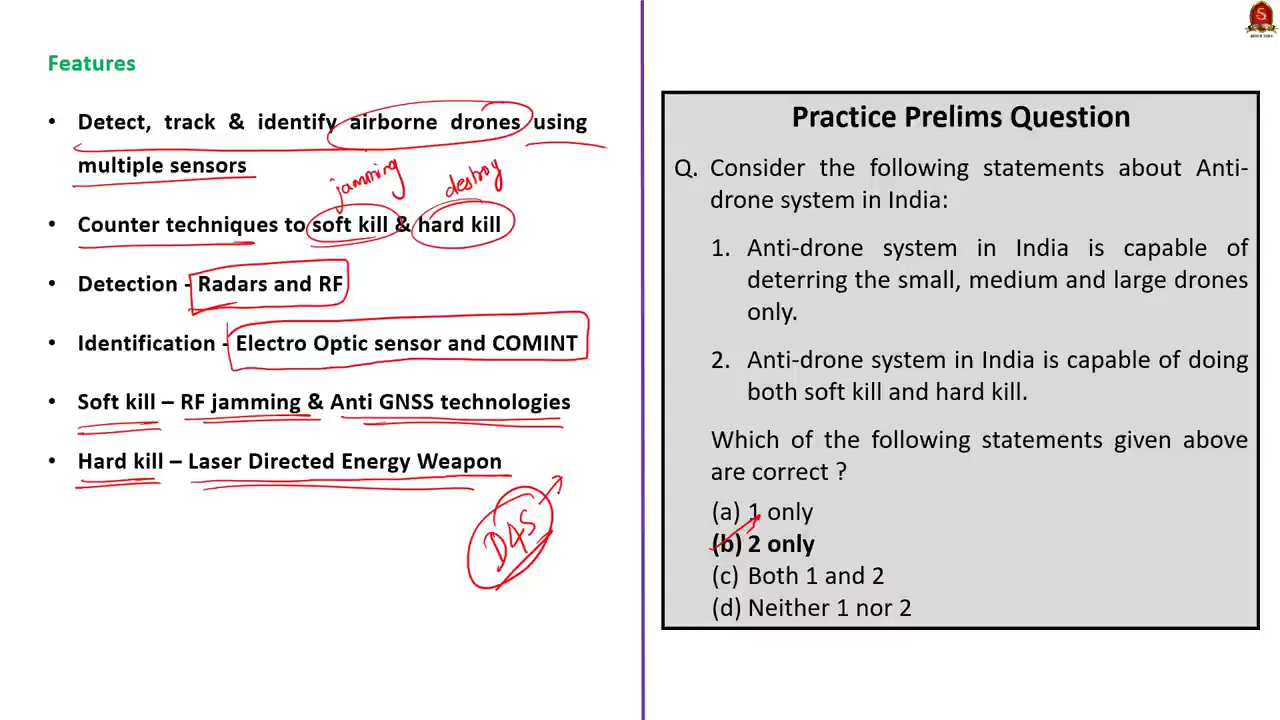 Features
• Detect, track & identify airborne drones using
multiple sensors
jamming destroy
• Counter techniques to soft kill & hard kill
• Detection - Radars and RF
• Identification - Electro Optic sensor and COMINT
• Soft kill – RF jamming & Anti GNSS technologies
• Hard kill – Laser Directed Energy Weapon
D4S
S
Practice Prelims Question
Q. Consider the following statements about Anti-
drone system in India:
1. Anti-drone system in India is capable of
deterring the small, medium and large drones
only.
2. Anti-drone system in India is capable of doing
both soft kill and hard kill.
Which of the following statements given above
are correct ?
(a) 1 only
(b) 2 only
(c) Both 1 and 2
(d) Neither 1 nor 2